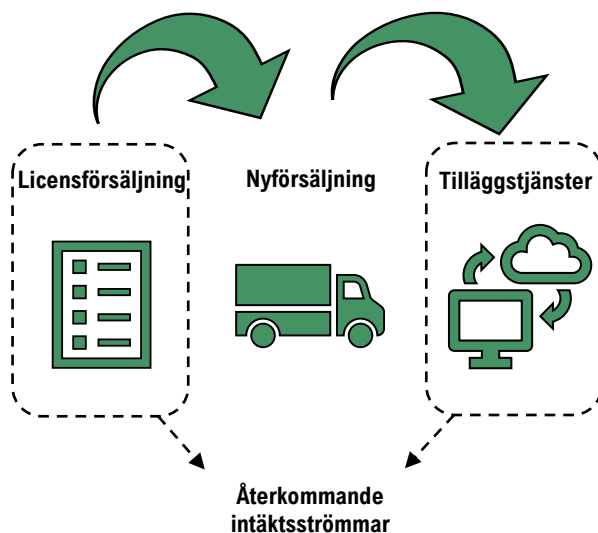 Licensförsäljning
Nyförsäljning
Tilläggstjänster
Återkommande
intäktsströmmar